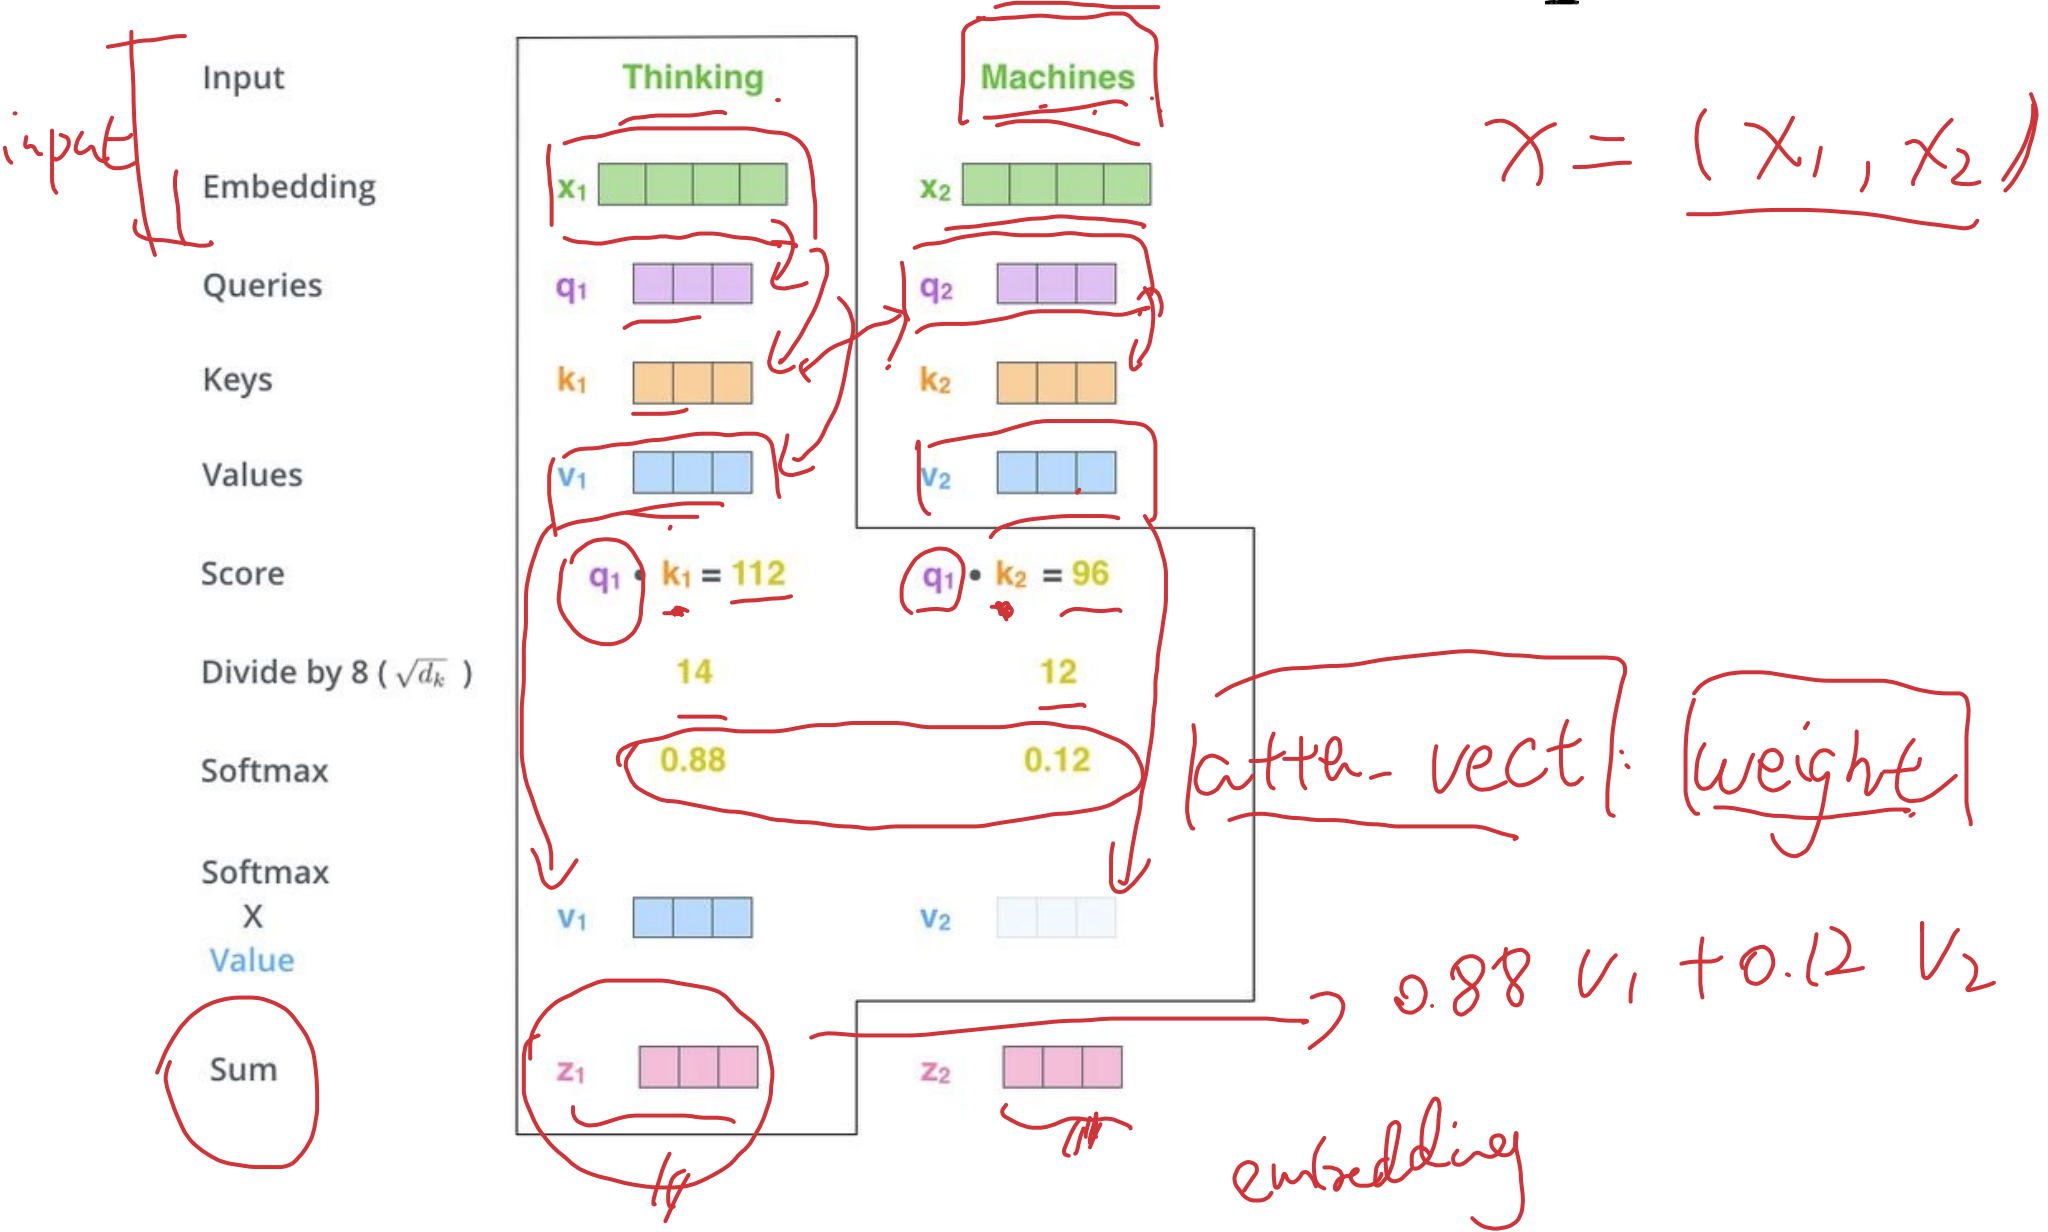 Input Thinking Machines
input
x = (x1, x2)
Embedding x1 x2
Queries q1 q2
Keys k1 k2
Values v1 v2
Score q1 • k1 = 112 q1 • k2 = 96
Divide by 8 ( √dk ) 14 12
Softmax 0.88 0.12
atten- vect. weight
Softmax
X v1 v2
Value
0.88 V1 + 0.12 V2
Sum z1 z2
embedding